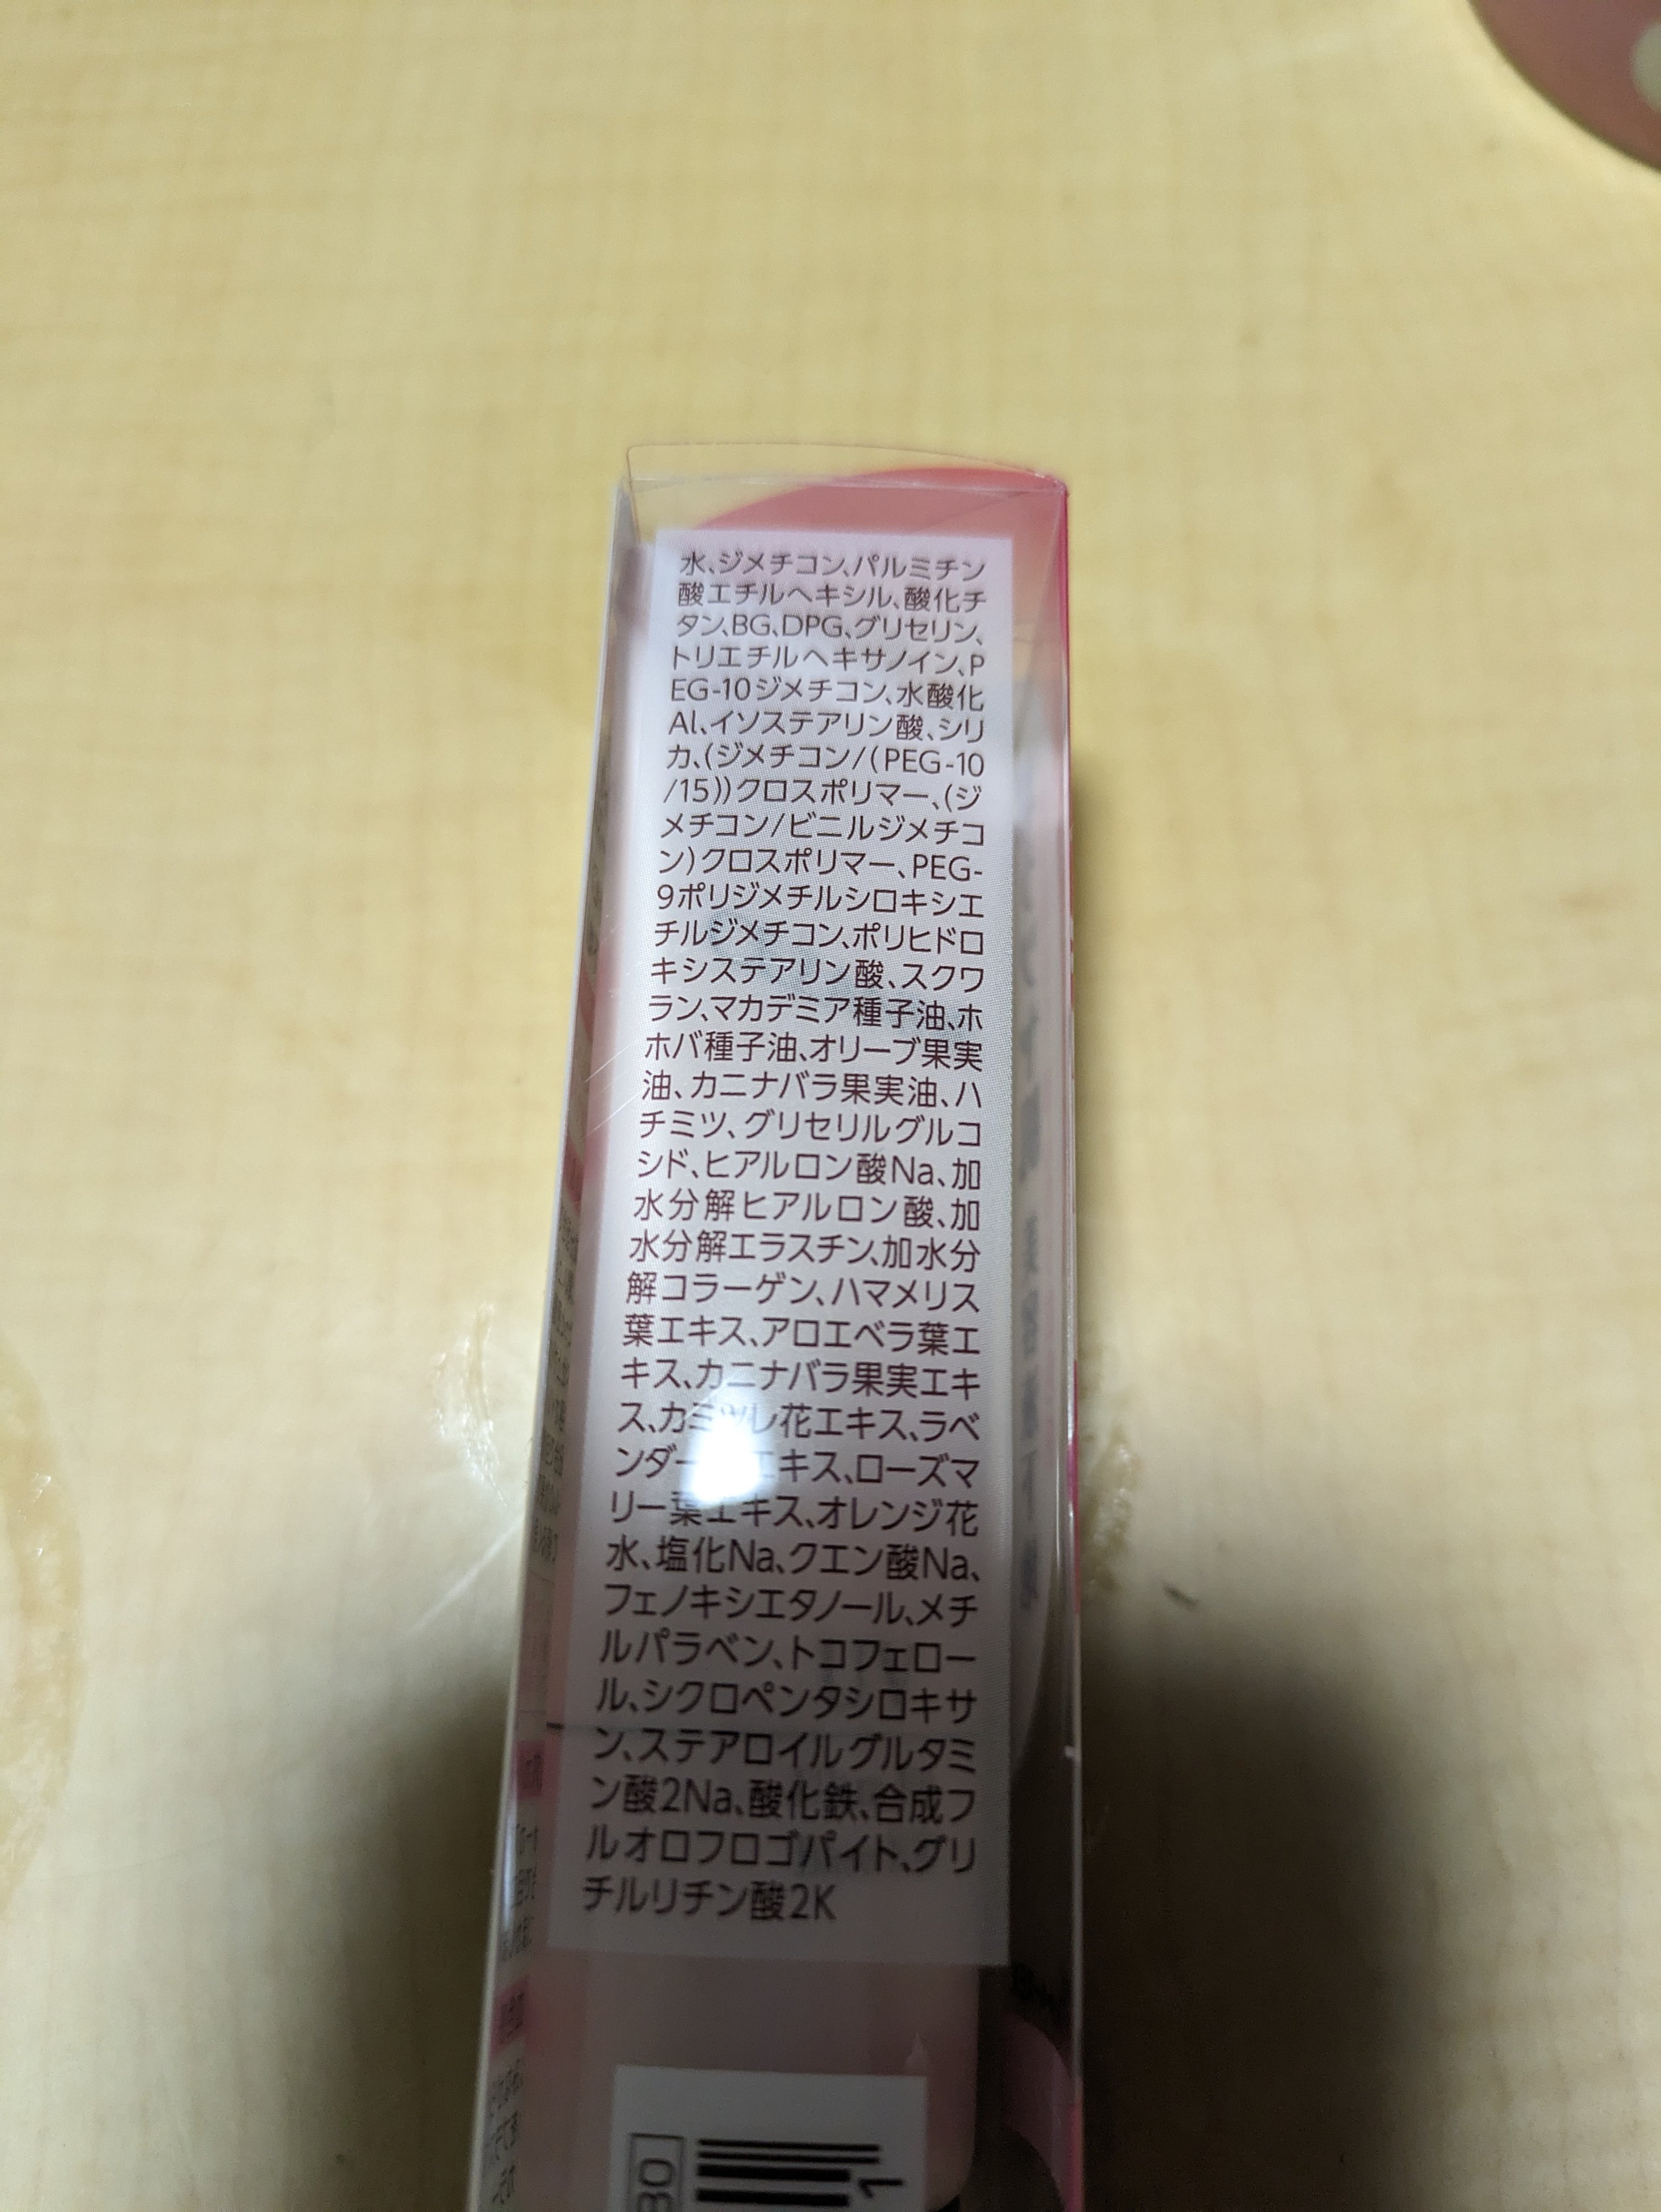 水、ジメチコン、パルミチン
酸エチルヘキシル、酸化チ
タン、BG、DPG、グリセリン、
トリエチルヘキサノイン、P
EG-10ジメチコン、水酸化
Al、イソステアリン酸、シリ
カ、(ジメチコン/(PEG-10
/15))クロスポリマー、(ジ
メチコン/ビニルジメチコ
ン)クロスポリマー、PEG-
9ポリジメチルシロキシエ
チルジメチコン、ポリヒドロ
キシステアリン酸、スクワ
ラン、マカデミア種子油、ホ
ホバ種子油、オリーブ果実
油、カニナバラ果実油、ハ
チミツ、グリセリルグルコ
シド、ヒアルロン酸Na、加
水分解ヒアルロン酸、加
水分解エラスチン、加水分
解コラーゲン、ハマメリス
葉エキス、アロエベラ葉エ
キス、カニナバラ果実エキ
ス、カミツレ花エキス、ラベ
ンダー エキス、ローズマ
リー葉エキス、オレンジ花
水、塩化Na、クエン酸Na、
フェノキシエタノール、メチ
ルパラベン、トコフェロー
ル、シクロペンタシロキサ
ン、ステアロイルグルタミ
ン酸2Na、酸化鉄、合成フ
ルオロフロゴパイト、グリ
チルリチン酸2K